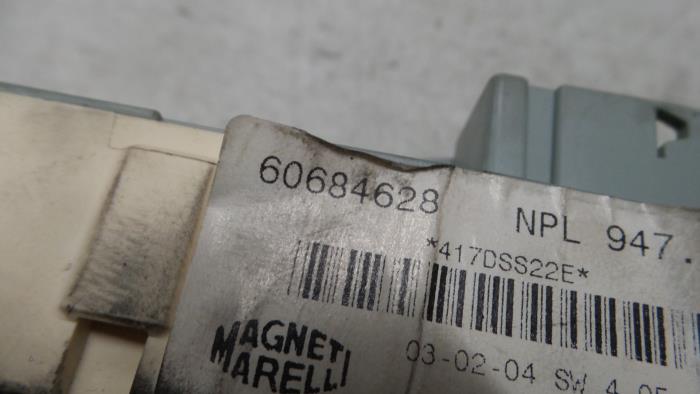 60684628
NPL 947.
*417DSS22E*
MAGNETI
MARELLI
03-02-04 SW 4.05